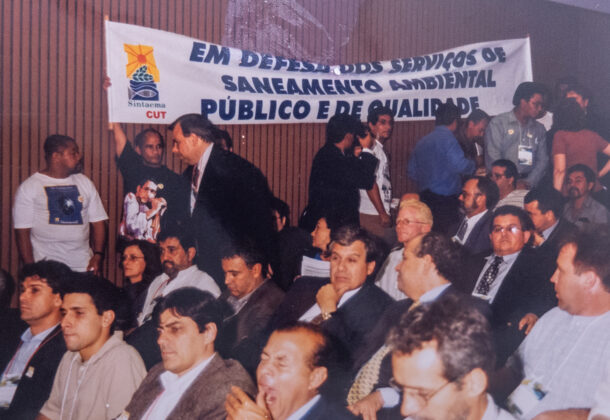 EM DEFESA DOS SERVIÇOS DE
SANEAMENTO AMBIENTAL
PÚBLICO E DE QUALIDADE
Sintaema
CUT